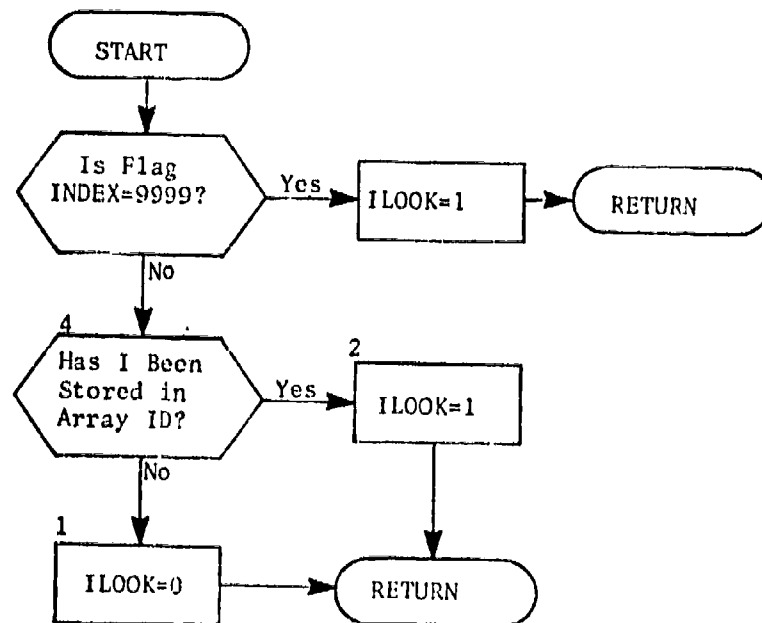 START
Is Flag
INDEX=9999?
Yes
ILOOK=1
RETURN
No
4
Has I Been
Stored in
Array ID?
Yes
2
ILOOK=1
No
1
ILOOK=0
RETURN